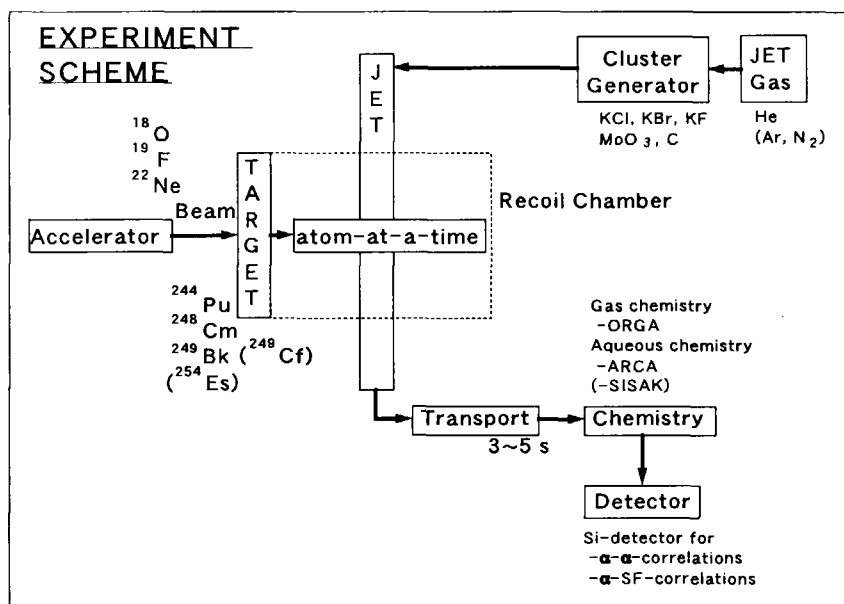 EXPERIMENT
SCHEME
JET
Cluster
Generator
JET
Gas
KCl, KBr, KF
MoO₃, C
He
(Ar, N₂)
¹⁸O
¹⁹F
²²Ne
Beam
TARGET
Recoil Chamber
Accelerator
atom-at-a-time
²⁴⁴Pu
²⁴⁸Cm
²⁴⁹Bk (²⁴⁹Cf)
(²⁵⁴Es)
Gas chemistry
-ORGA
Aqueous chemistry
-ARCA
(-SISAK)
Transport
3~5 s
Chemistry
Detector
Si-detector for
-α-α-correlations
-α-SF-correlations